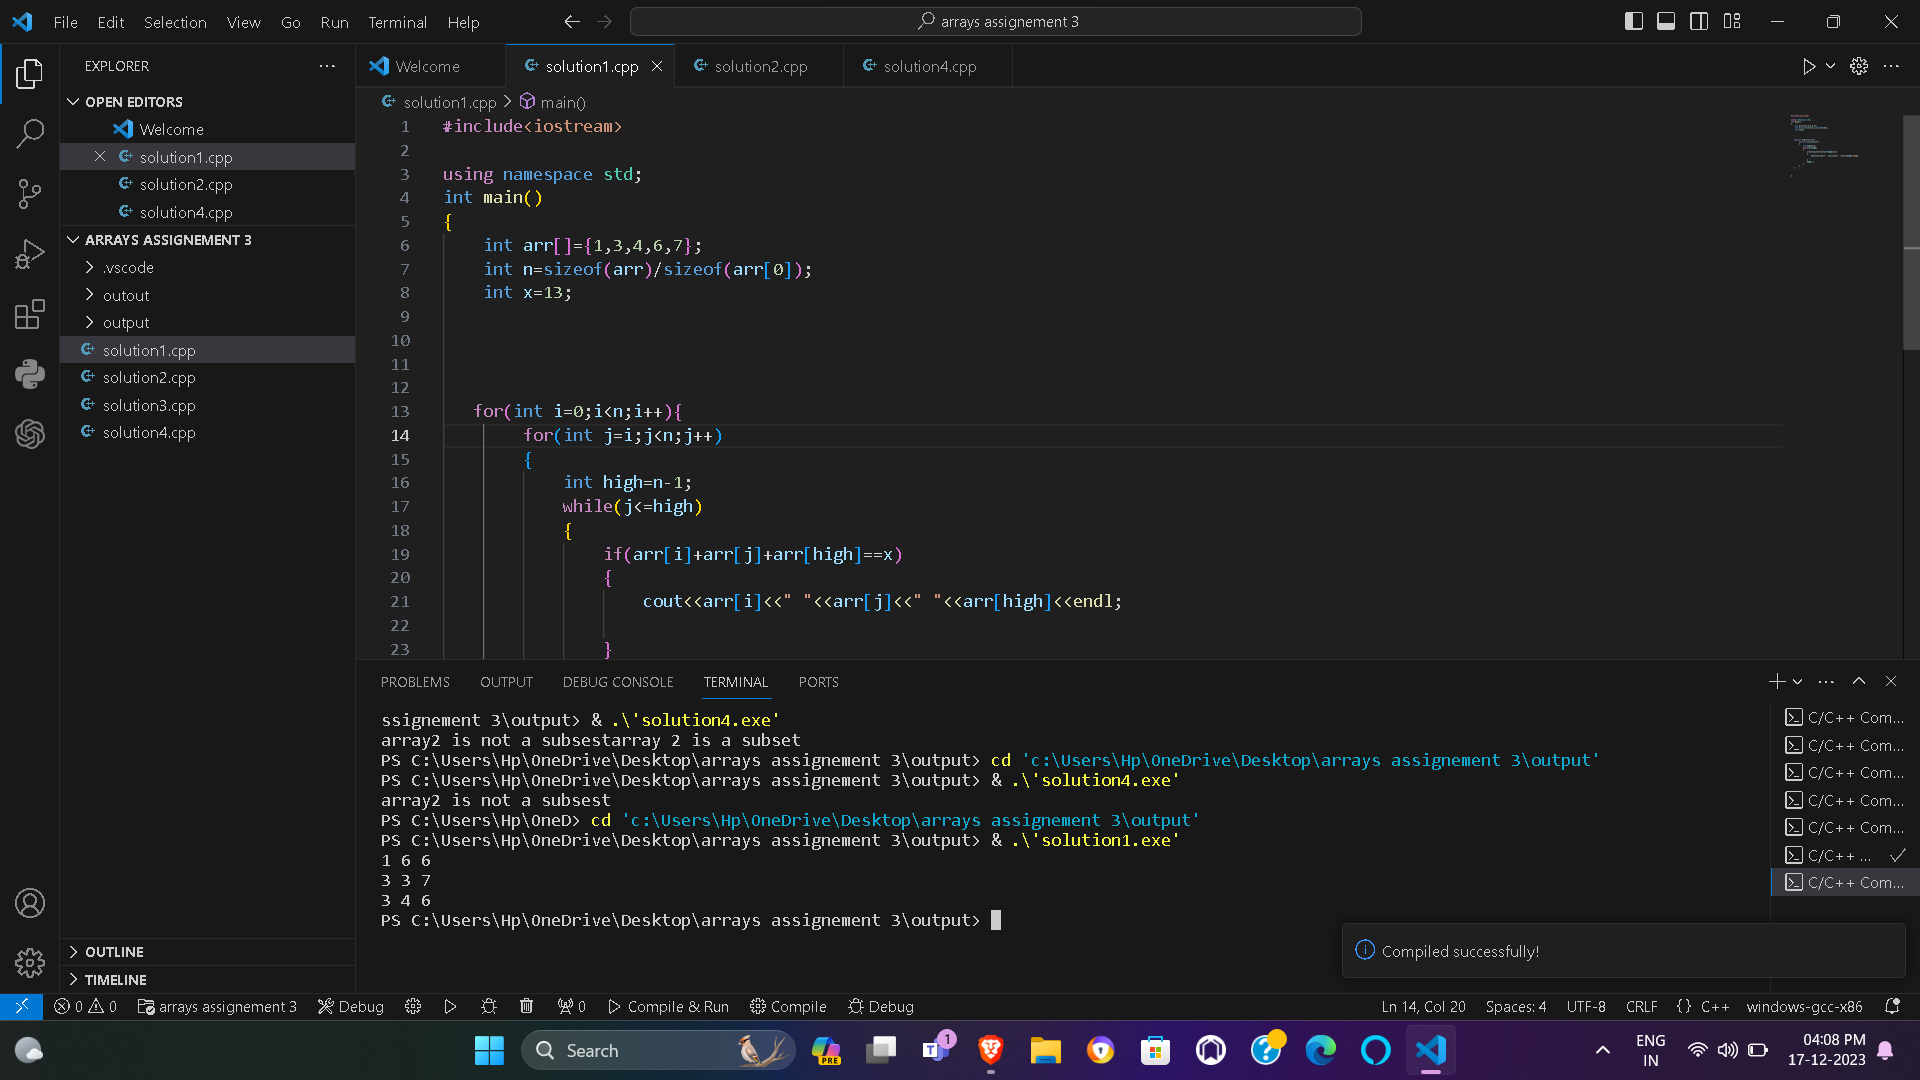 File Edit Selection View Go Run Terminal Help
arrays assignement 3
EXPLORER
OPEN EDITORS
Welcome
solution1.cpp
solution2.cpp
solution4.cpp
ARRAYS ASSIGNEMENT 3
.vscode
outout
output
solution1.cpp
solution2.cpp
solution3.cpp
solution4.cpp
OUTLINE
TIMELINE
Welcome solution1.cpp solution2.cpp solution4.cpp
solution1.cpp > main()
1 #include<iostream>
2
3 using namespace std;
4 int main()
5 {
6 int arr[]={1,3,4,6,7};
7 int n=sizeof(arr)/sizeof(arr[0]);
8 int x=13;
9
10
11
12
13 for(int i=0;i<n;i++){
14 for(int j=i;j<n;j++)
15 {
16 int high=n-1;
17 while(j<=high)
18 {
19 if(arr[i]+arr[j]+arr[high]==x)
20 {
21 cout<<arr[i]<<" "<<arr[j]<<" "<<arr[high]<<endl;
22
23 }
PROBLEMS OUTPUT DEBUG CONSOLE TERMINAL PORTS
ssignement 3\output> & .\'solution4.exe'
array2 is not a subsestarray 2 is a subset
PS C:\Users\Hp\OneDrive\Desktop\arrays assignement 3\output> cd 'c:\Users\Hp\OneDrive\Desktop\arrays assignement 3\output'
PS C:\Users\Hp\OneDrive\Desktop\arrays assignement 3\output> & .\'solution4.exe'
array2 is not a subsest
PS C:\Users\Hp\OneD> cd 'c:\Users\Hp\OneDrive\Desktop\arrays assignement 3\output'
PS C:\Users\Hp\OneDrive\Desktop\arrays assignement 3\output> & .\'solution1.exe'
1 6 6
3 3 7
3 4 6
PS C:\Users\Hp\OneDrive\Desktop\arrays assignement 3\output>
C/C++ Com...
C/C++ Com...
C/C++ Com...
C/C++ Com...
C/C++ Com...
C/C++ ...
C/C++ Com...
Compiled successfully!
0 0 arrays assignement 3 Debug 0 Compile & Run Compile Debug Ln 14, Col 20 Spaces: 4 UTF-8 CRLF {} C++ windows-gcc-x86
Search
PRE
1
ENG
IN
04:08 PM
17-12-2023